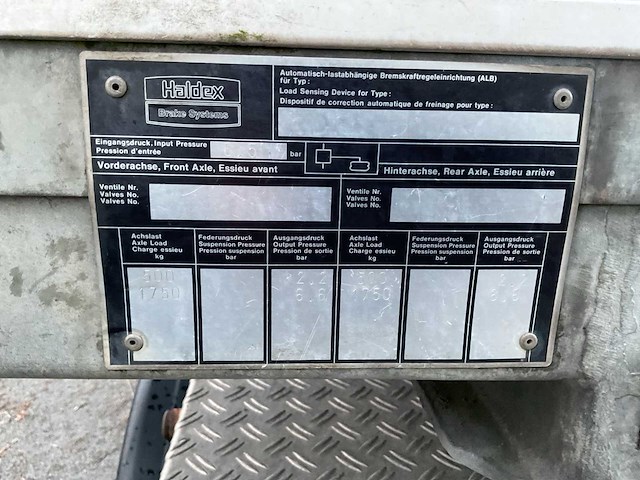 Haldex
Brake Systems
Automatisch-lastabhängige Bremskraftregeleinrichtung (ALB)
für Typ:
Load Sensing Device for Type:
Dispositif de correction automatique de freinage pour type:
Eingangsdruck, Input Pressure
Pression d'entrée
bar
Vorderachse, Front Axle, Essieu avant
Hinterachse, Rear Axle, Essieu arrière
Ventile Nr.
Valves No.
Valves No.
Ventile Nr.
Valves No.
Valves No.
Achslast Federungsdruck Ausgangsdruck Achslast Federungsdruck Ausgangsdruck
Axle Load Suspension Pressure Output Pressure Axle Load Suspension Pressure Output Pressure
Charge essieu Pression suspension Pression de sortie Charge essieu Pression suspension Pression de sortie
kg bar bar kg bar bar
2.2
1750 6.6